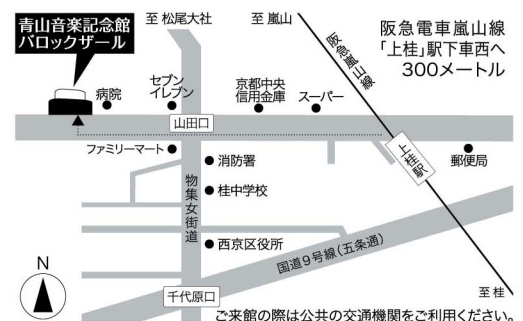 青山音楽記念館
バロックザール
至 松尾大社
至 嵐山
阪急嵐山線
阪急電車嵐山線
「上桂」駅下車西へ
300メートル
病院
セブン
イレブン
京都中央
信用金庫
スーパー
山田口
ファミリーマート
消防署
物集女街道
桂中学校
上桂駅
郵便局
西京区役所
国道9号線(五条通)
N
千代原口
至 桂
ご来館の際は公共の交通機関をご利用ください。